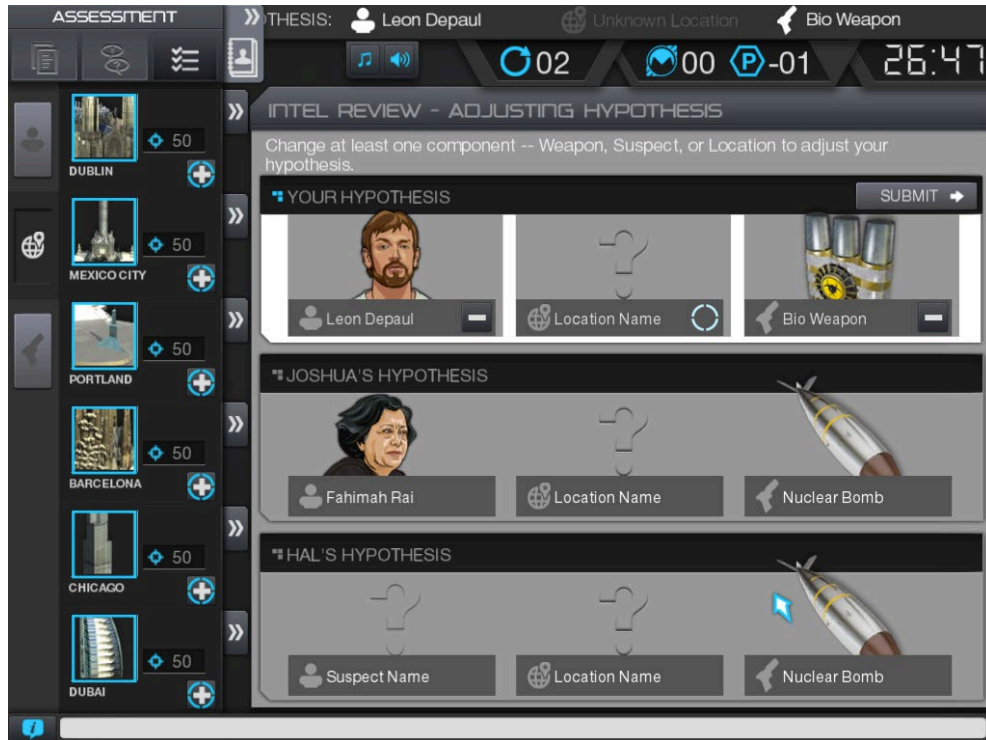 ASSESSMENT
THESIS: Leon Depaul Unknown Location Bio Weapon
02 00 P -01 26:47
INTEL REVIEW - ADJUSTING HYPOTHESIS
Change at least one component -- Weapon, Suspect, or Location to adjust your
hypothesis.
YOUR HYPOTHESIS SUBMIT
Leon Depaul Location Name Bio Weapon
JOSHUA'S HYPOTHESIS
Fahimah Rai Location Name Nuclear Bomb
HAL'S HYPOTHESIS
Suspect Name Location Name Nuclear Bomb
50
DUBLIN
50
MEXICO CITY
50
PORTLAND
50
BARCELONA
50
CHICAGO
50
DUBAI